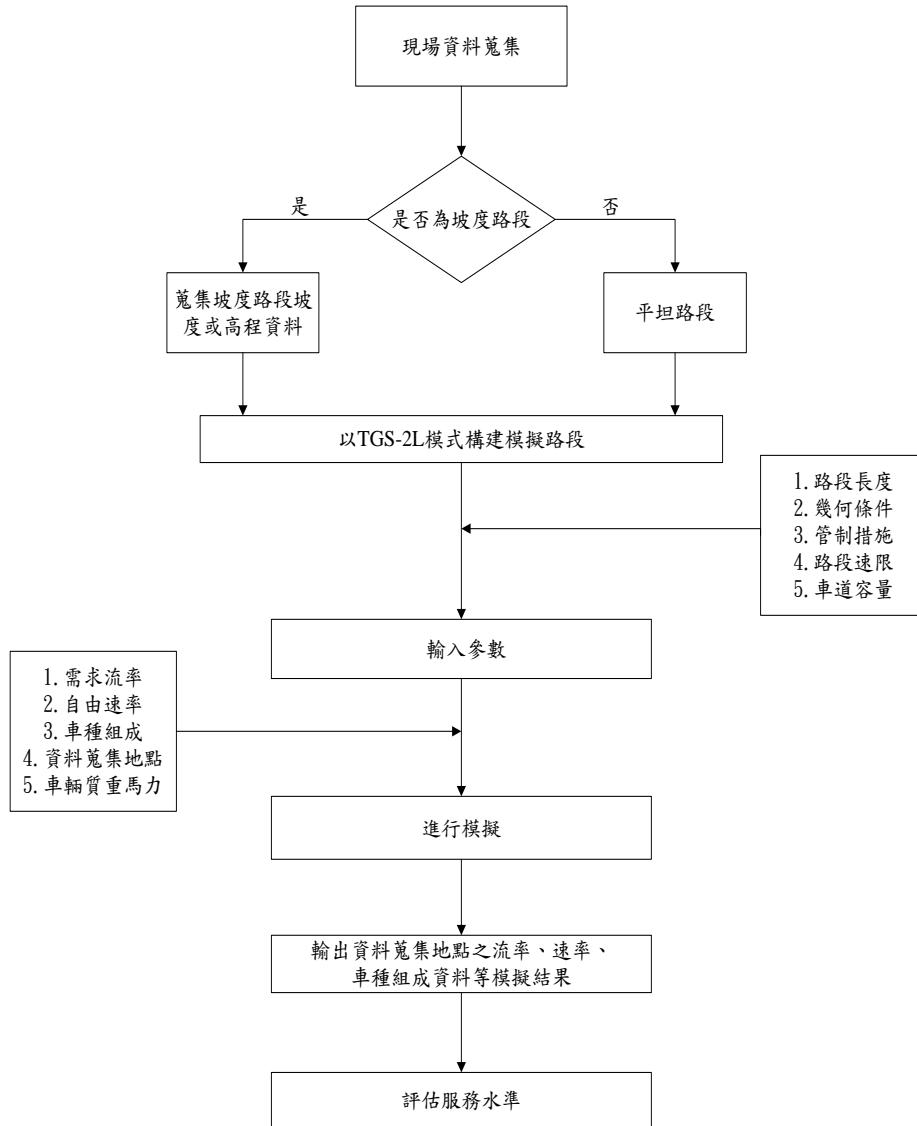 現場資料蒐集
是否為坡度路段
是
否
蒐集坡度路段坡
度或高程資料
平坦路段
以TGS-2L模式構建模擬路段
1.路段長度
2.幾何條件
3.管制措施
4.路段速限
5.車道容量
輸入參數
1.需求流率
2.自由速率
3.車種組成
4.資料蒐集地點
5.車輛質重馬力
進行模擬
輸出資料蒐集地點之流率、速率、
車種組成資料等模擬結果
評估服務水準